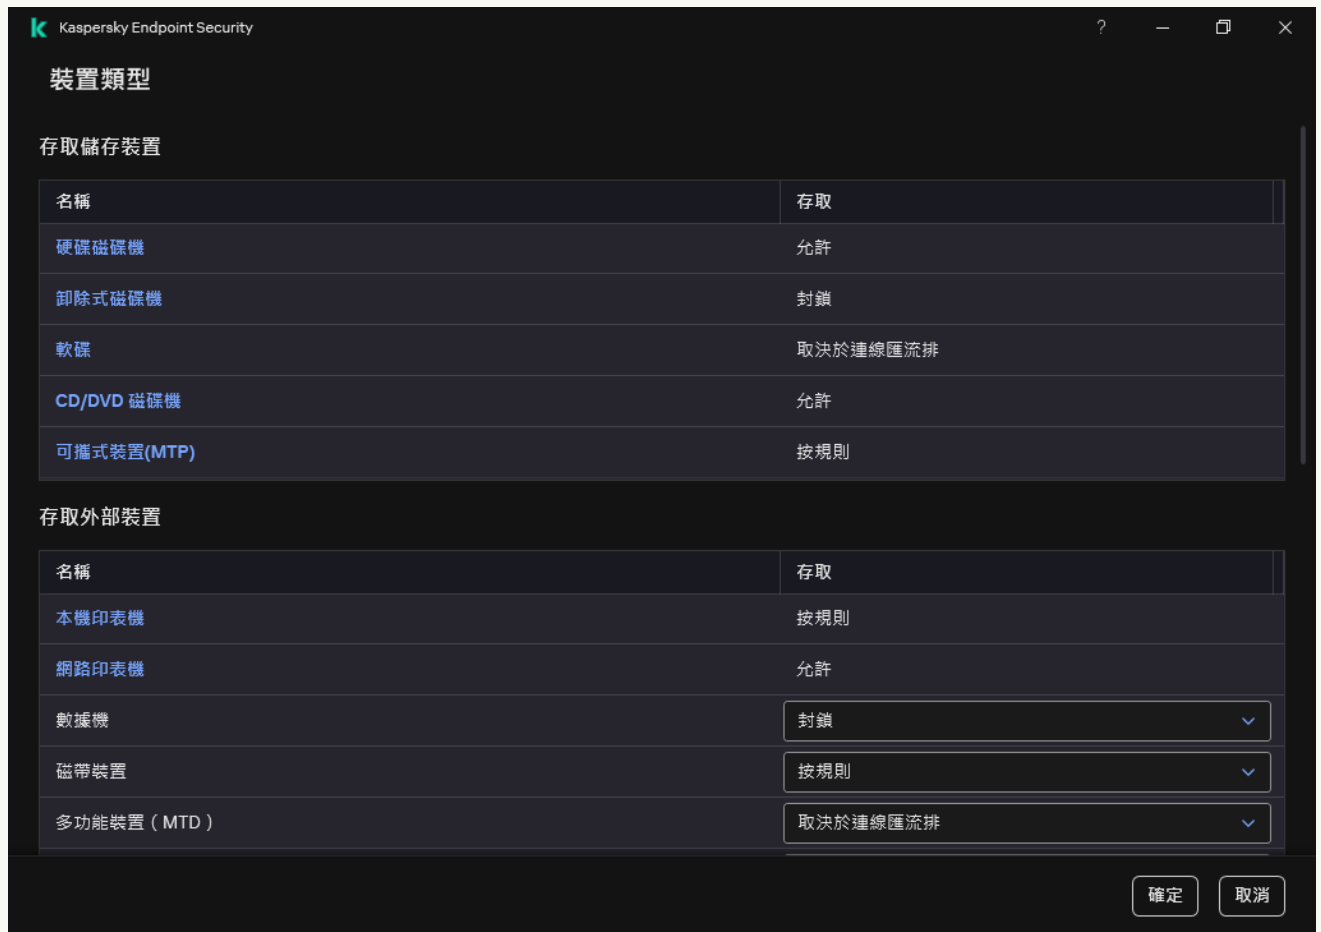 Kaspersky Endpoint Security
裝置類型
存取儲存裝置
名稱 存取
硬碟磁碟機 允許
卸除式磁碟機 封鎖
軟碟 取決於連線匯流排
CD/DVD 磁碟機 允許
可攜式裝置(MTP) 按規則
存取外部裝置
名稱 存取
本機印表機 按規則
網路印表機 允許
數據機 封鎖
磁帶裝置 按規則
多功能裝置（MTD） 取決於連線匯流排
確定 取消